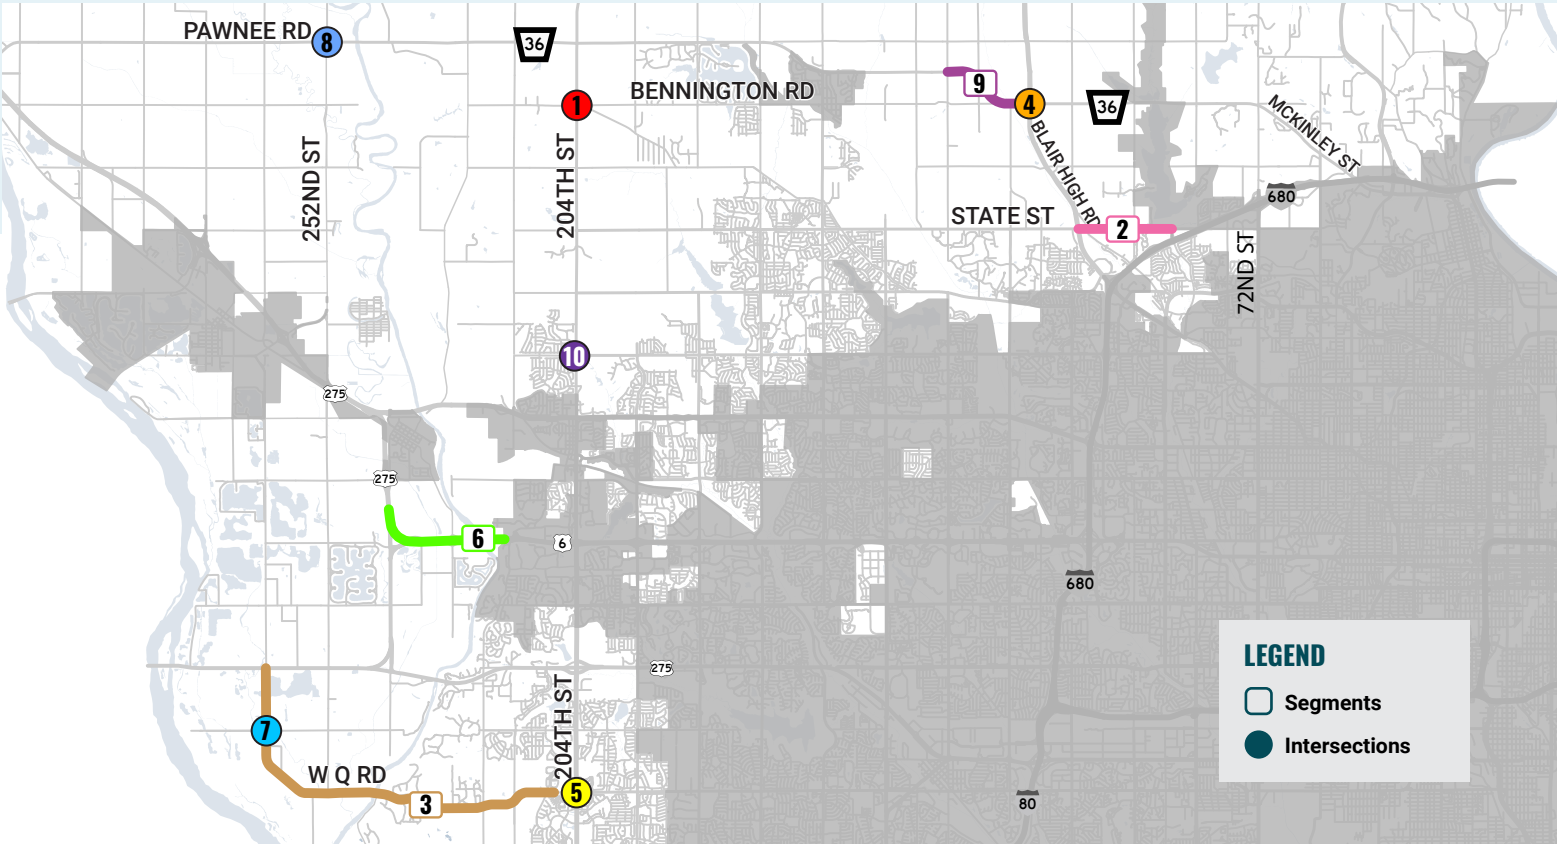 PAWNEE RD
8
36
1
BENNINGTON RD
9
4
36
MCKINLEY ST
BLAIR HIGH RD
252ND ST
204TH ST
STATE ST
2
680
72ND ST
10
275
275
6
6
680
275
204TH ST
7
W Q RD
3
5
80
LEGEND
Segments
Intersections